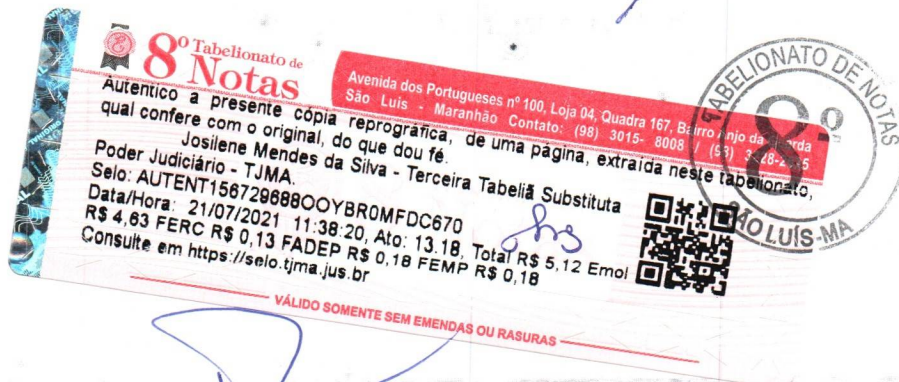 8º Tabelionato de
Notas
Avenida dos Portugueses nº 100, Loja 04, Quadra 167, Bairro Anjo da
São Luis - Maranhão Contato: (98) 3015- 8008 / (98)
Autentico a presente cópia reprográfica, de uma página, extraída neste tabelionato,
qual confere com o original, do que dou fé.
Josilene Mendes da Silva - Terceira Tabeliã Substituta
Poder Judiciário - TJMA.
Selo: AUTENT156729688OOYBR0MFDC670
Data/Hora: 21/07/2021 11:38:20, Ato: 13.18, Total R$ 5,12 Emol
R$ 4,63 FERC R$ 0,13 FADEP R$ 0,18 FEMP R$ 0,18
Consulte em https://selo.tjma.jus.br
VÁLIDO SOMENTE SEM EMENDAS OU RASURAS
TABELIONATO DE NOTAS
8º
SÃO LUÍS-MA